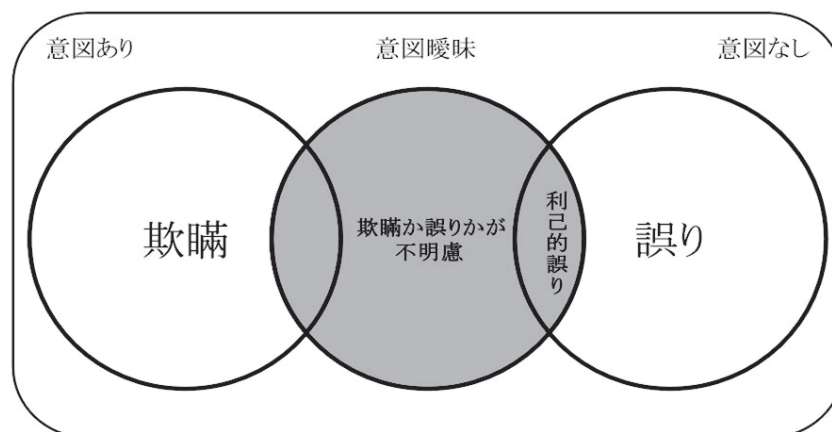 意図あり
意図曖昧
意図なし
欺瞞
欺瞞か誤りかが
不明慮
利己的誤り
誤り